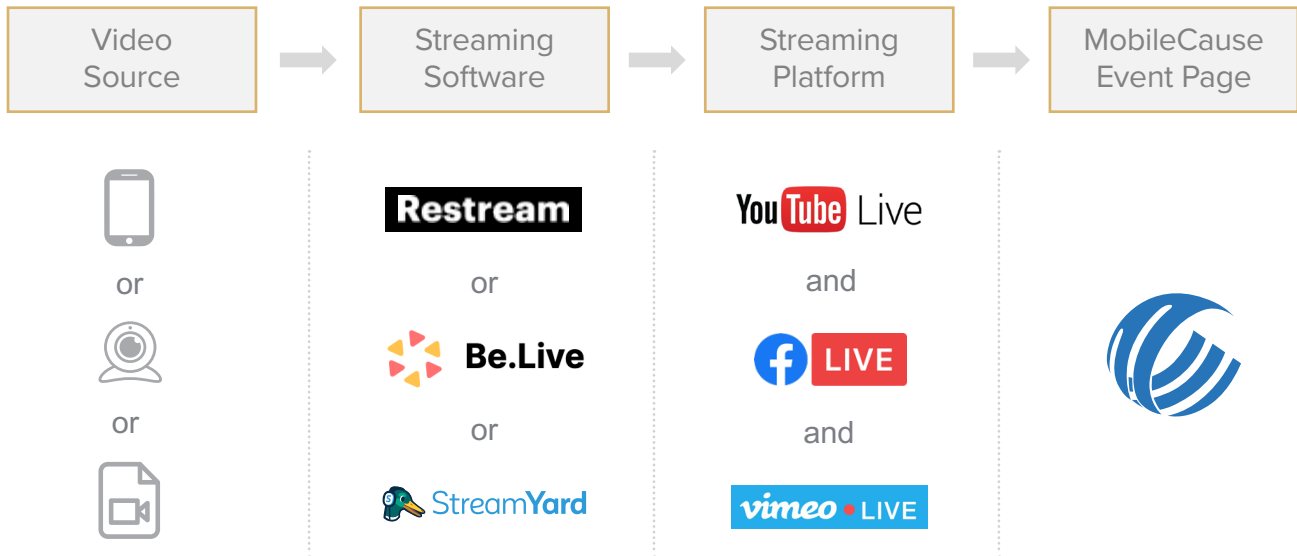 Video
Source
Streaming
Software
Streaming
Platform
MobileCause
Event Page
or
or
Restream
or
Be.Live
or
S
StreamYard
YouTube Live
and
f LIVE
and
vimeo LIVE